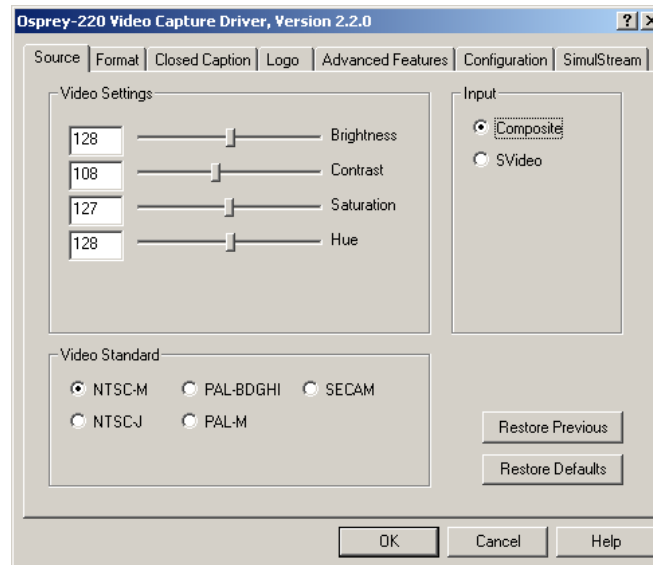 Osprey-220 Video Capture Driver, Version 2.2.0
Source Format Closed Caption Logo Advanced Features Configuration SimulStream
Video Settings
128 Brightness
108 Contrast
127 Saturation
128 Hue
Input
Composite
SVideo
Video Standard
NTSC-M PAL-BDGHI SECAM
NTSC-J PAL-M
Restore Previous
Restore Defaults
OK Cancel Help